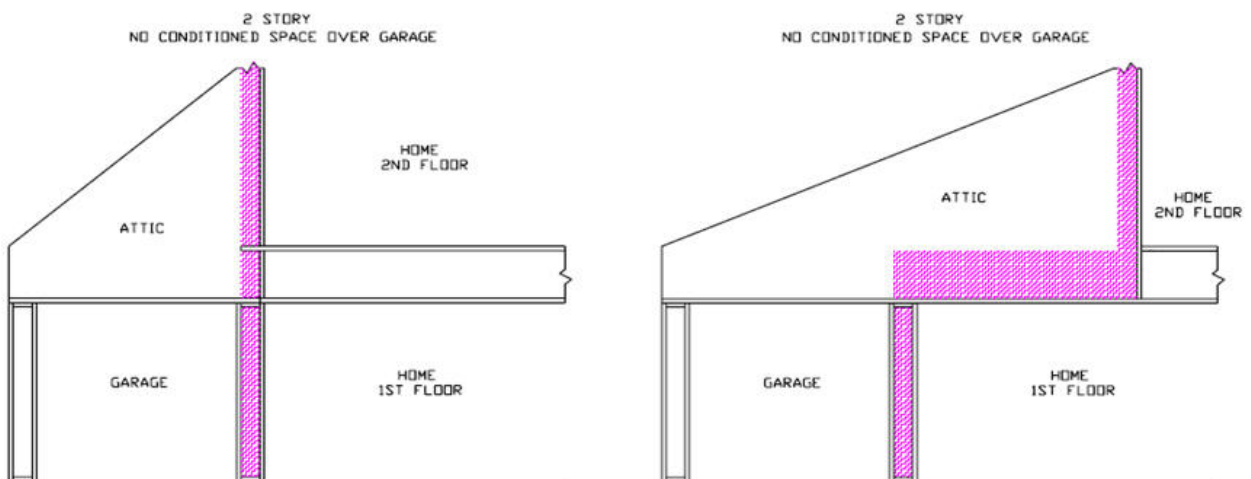 2 STORY
NO CONDITIONED SPACE OVER GARAGE
HOME
2ND FLOOR
ATTIC
GARAGE
HOME
1ST FLOOR
2 STORY
NO CONDITIONED SPACE OVER GARAGE
ATTIC
HOME
2ND FLOOR
GARAGE
HOME
1ST FLOOR